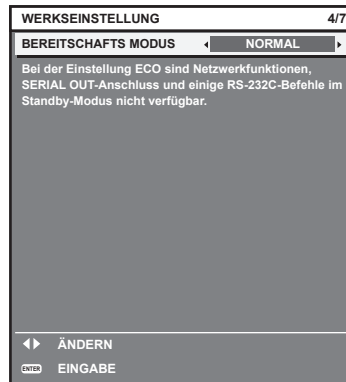 WERKSEINSTELLUNG 4/7
BEREITSCHAFTS MODUS NORMAL
Bei der Einstellung ECO sind Netzwerkfunktionen,
SERIAL OUT-Anschluss und einige RS-232C-Befehle im
Standby-Modus nicht verfügbar.
ÄNDERN
ENTER EINGABE